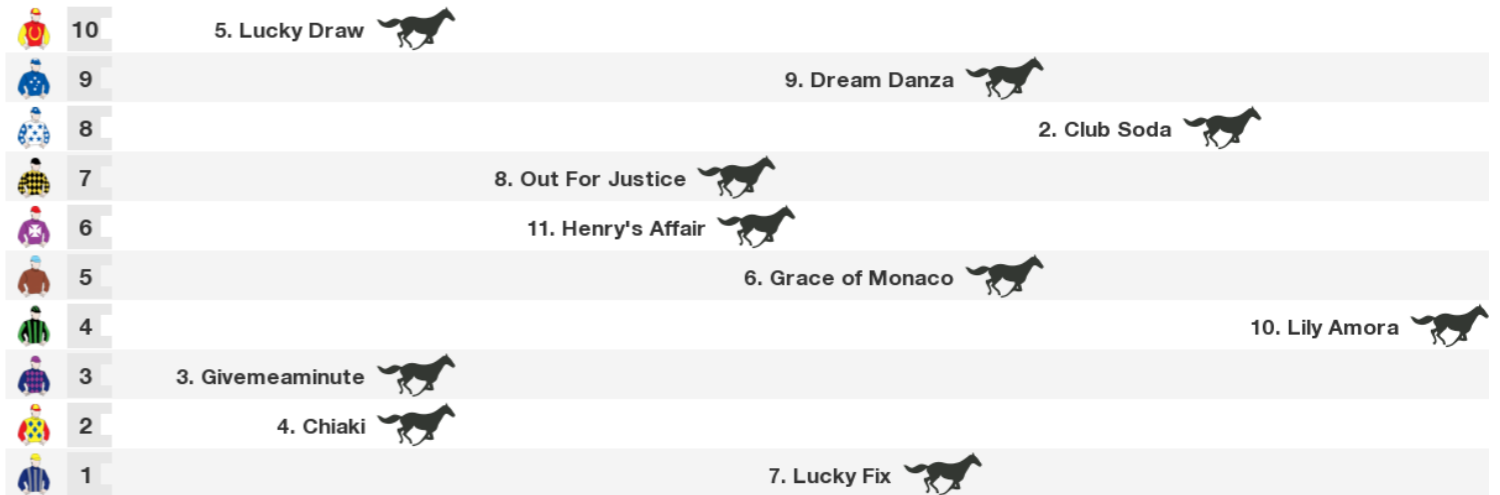 10 5. Lucky Draw
9 9. Dream Danza
8 2. Club Soda
7 8. Out For Justice
6 11. Henry's Affair
5 6. Grace of Monaco
4 10. Lily Amora
3 3. Givemeaminute
2 4. Chiaki
1 7. Lucky Fix